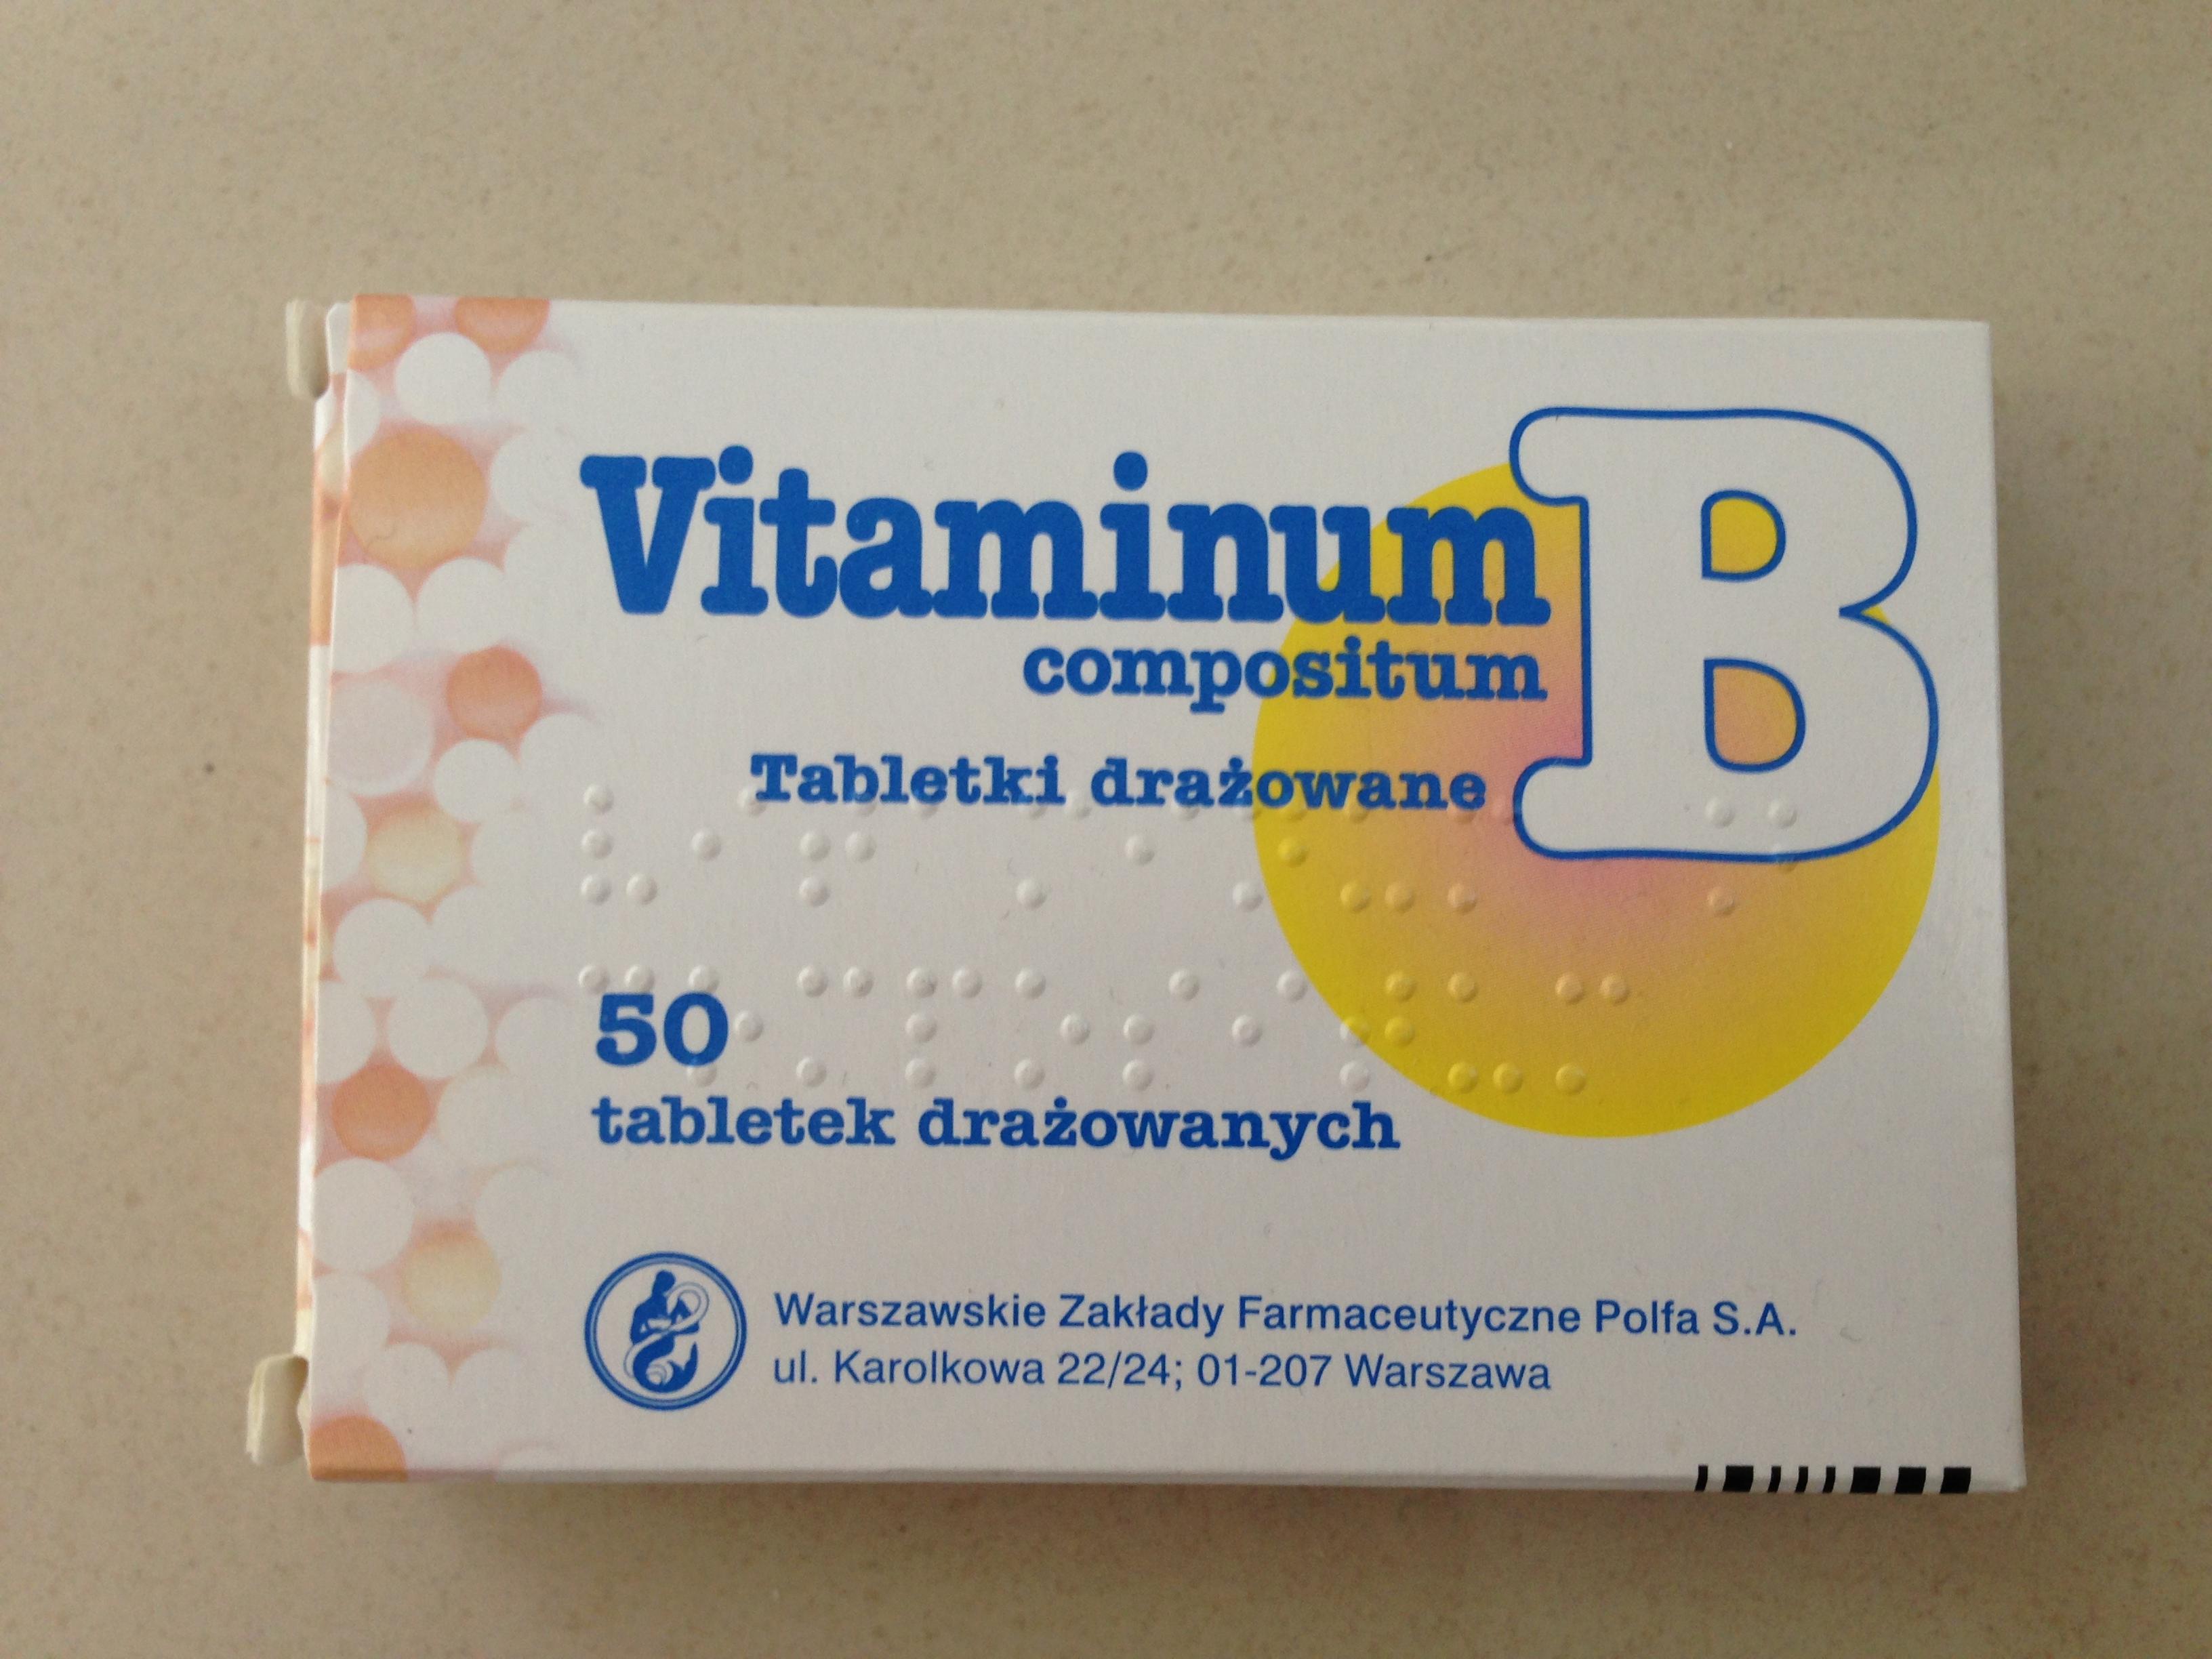 Vitaminum B
compositum
Tabletki drażowane
50
tabletek drażowanych
Warszawskie Zakłady Farmaceutyczne Polfa S.A.
ul. Karolkowa 22/24; 01-207 Warszawa